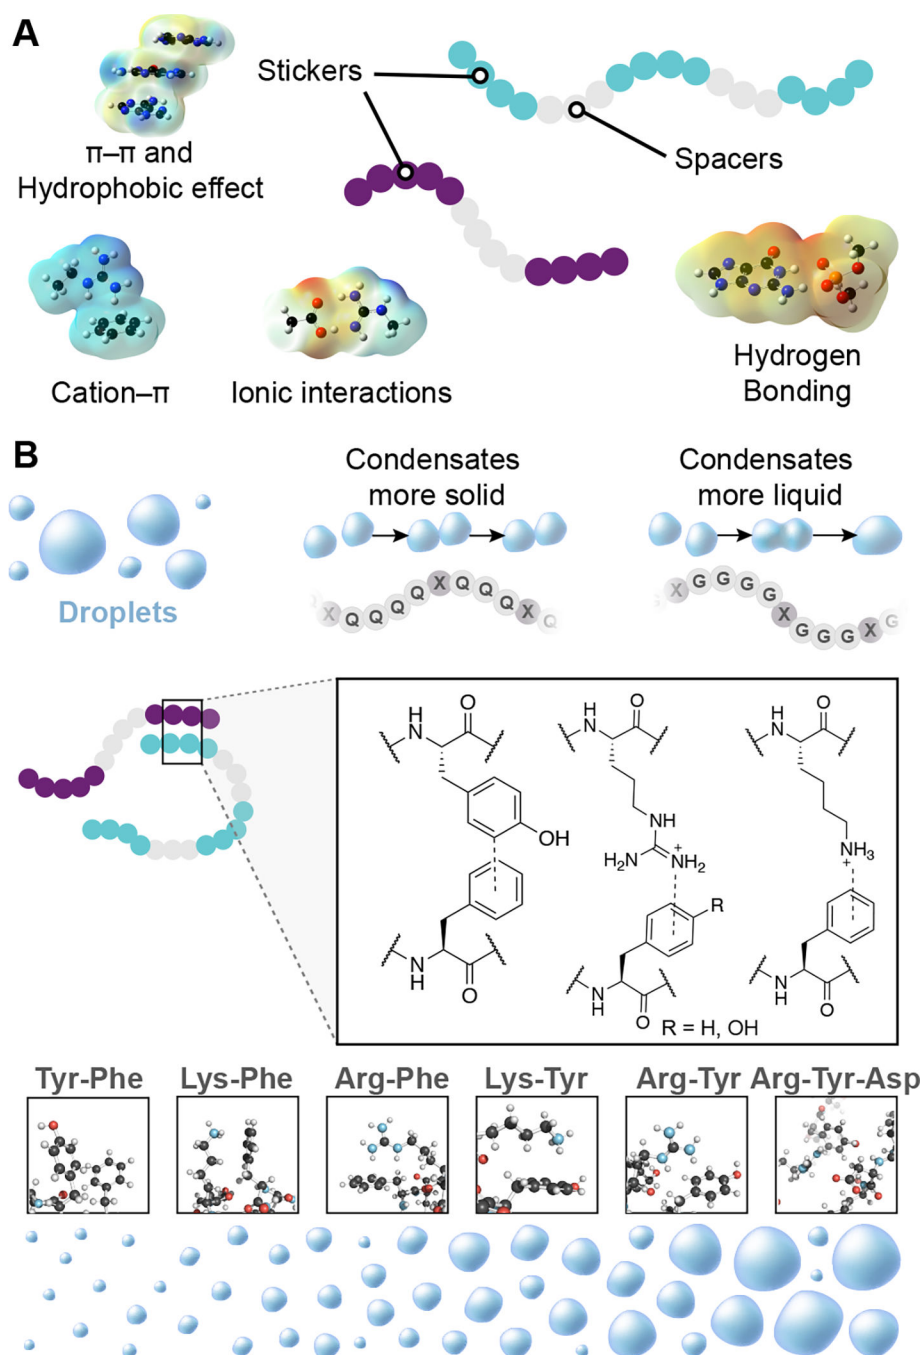 A
Stickers
Spacers
π–π and
Hydrophobic effect
Cation–π
Ionic interactions
Hydrogen
Bonding
B
Droplets
Condensates
more solid
X Q Q Q Q X Q Q Q X Q
Condensates
more liquid
G X G G G G X G G G X G
H
N
O
OH
N
H
O
H
N
O
NH
H2N
+
NH2
R
N
H
O
R = H, OH
H
N
O
NH3
+
N
H
O
Tyr-Phe
Lys-Phe
Arg-Phe
Lys-Tyr
Arg-Tyr
Arg-Tyr-Asp